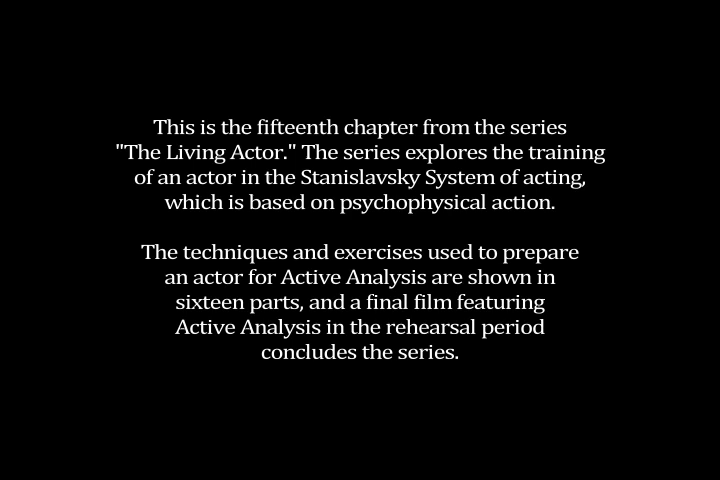 This is the fifteenth chapter from the series
"The Living Actor." The series explores the training
of an actor in the Stanislavsky System of acting,
which is based on psychophysical action.
The techniques and exercises used to prepare
an actor for Active Analysis are shown in
sixteen parts, and a final film featuring
Active Analysis in the rehearsal period
concludes the series.